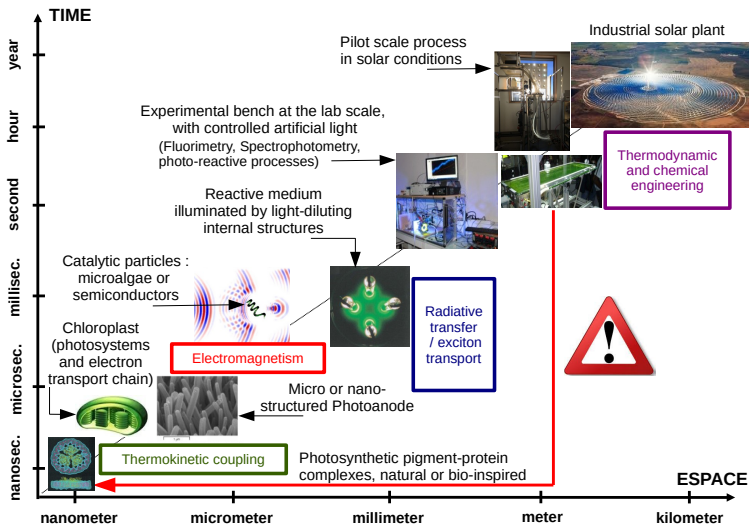 TIME
year
hour
second
millisec.
microsec.
nanosec.
Industrial solar plant
Pilot scale process
in solar conditions
Experimental bench at the lab scale,
with controlled artificial light
(Fluorimetry, Spectrophotometry,
photo-reactive processes)
Thermodynamic
and chemical
engineering
Reactive medium
illuminated by light-diluting
internal structures
Catalytic particles :
microalgae or
semiconductors
Radiative
transfer
/ exciton
transport
Electromagnetism
Chloroplast
(photosystems
and electron
transport chain)
Micro or nano-
structured Photoanode
Thermokinetic coupling
Photosynthetic pigment-protein
complexes, natural or bio-inspired
ESPACE
nanometer
micrometer
millimeter
meter
kilometer